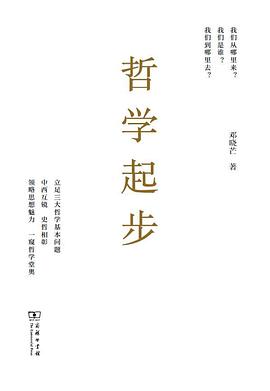 我们从哪里来？
我们是谁？
我们到哪里去？
哲学起步
邓晓芒 著
立足三大哲学基本问题
中西互镜 史哲相彰
领略思想魅力 一窥哲学堂奥
商务印书馆
The Commercial Press